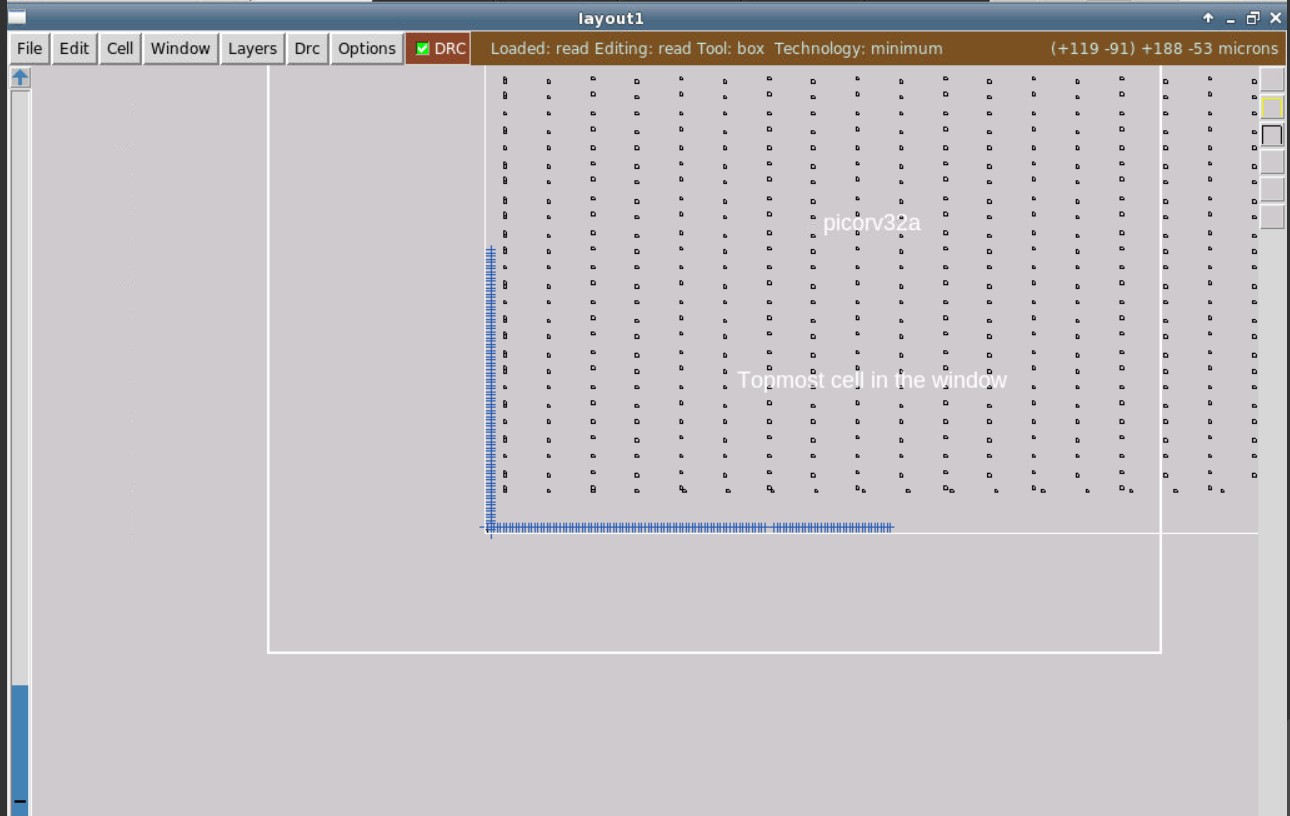 layout1
File Edit Cell Window Layers Drc Options DRC Loaded: read Editing: read Tool: box Technology: minimum (+119 -91) +188 -53 microns
picorv32a
Topmost cell in the window